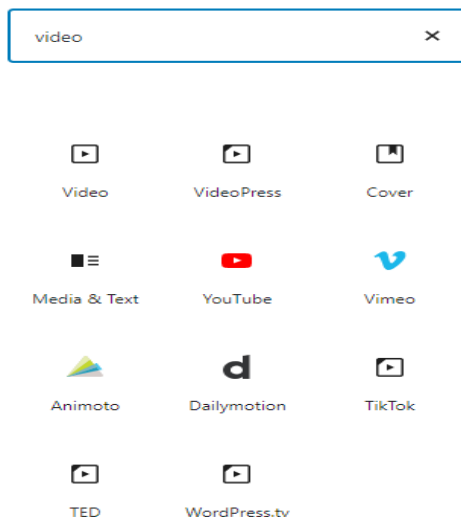 video
Video VideoPress Cover
Media & Text YouTube Vimeo
Animoto Dailymotion TikTok
TED WordPress.tv